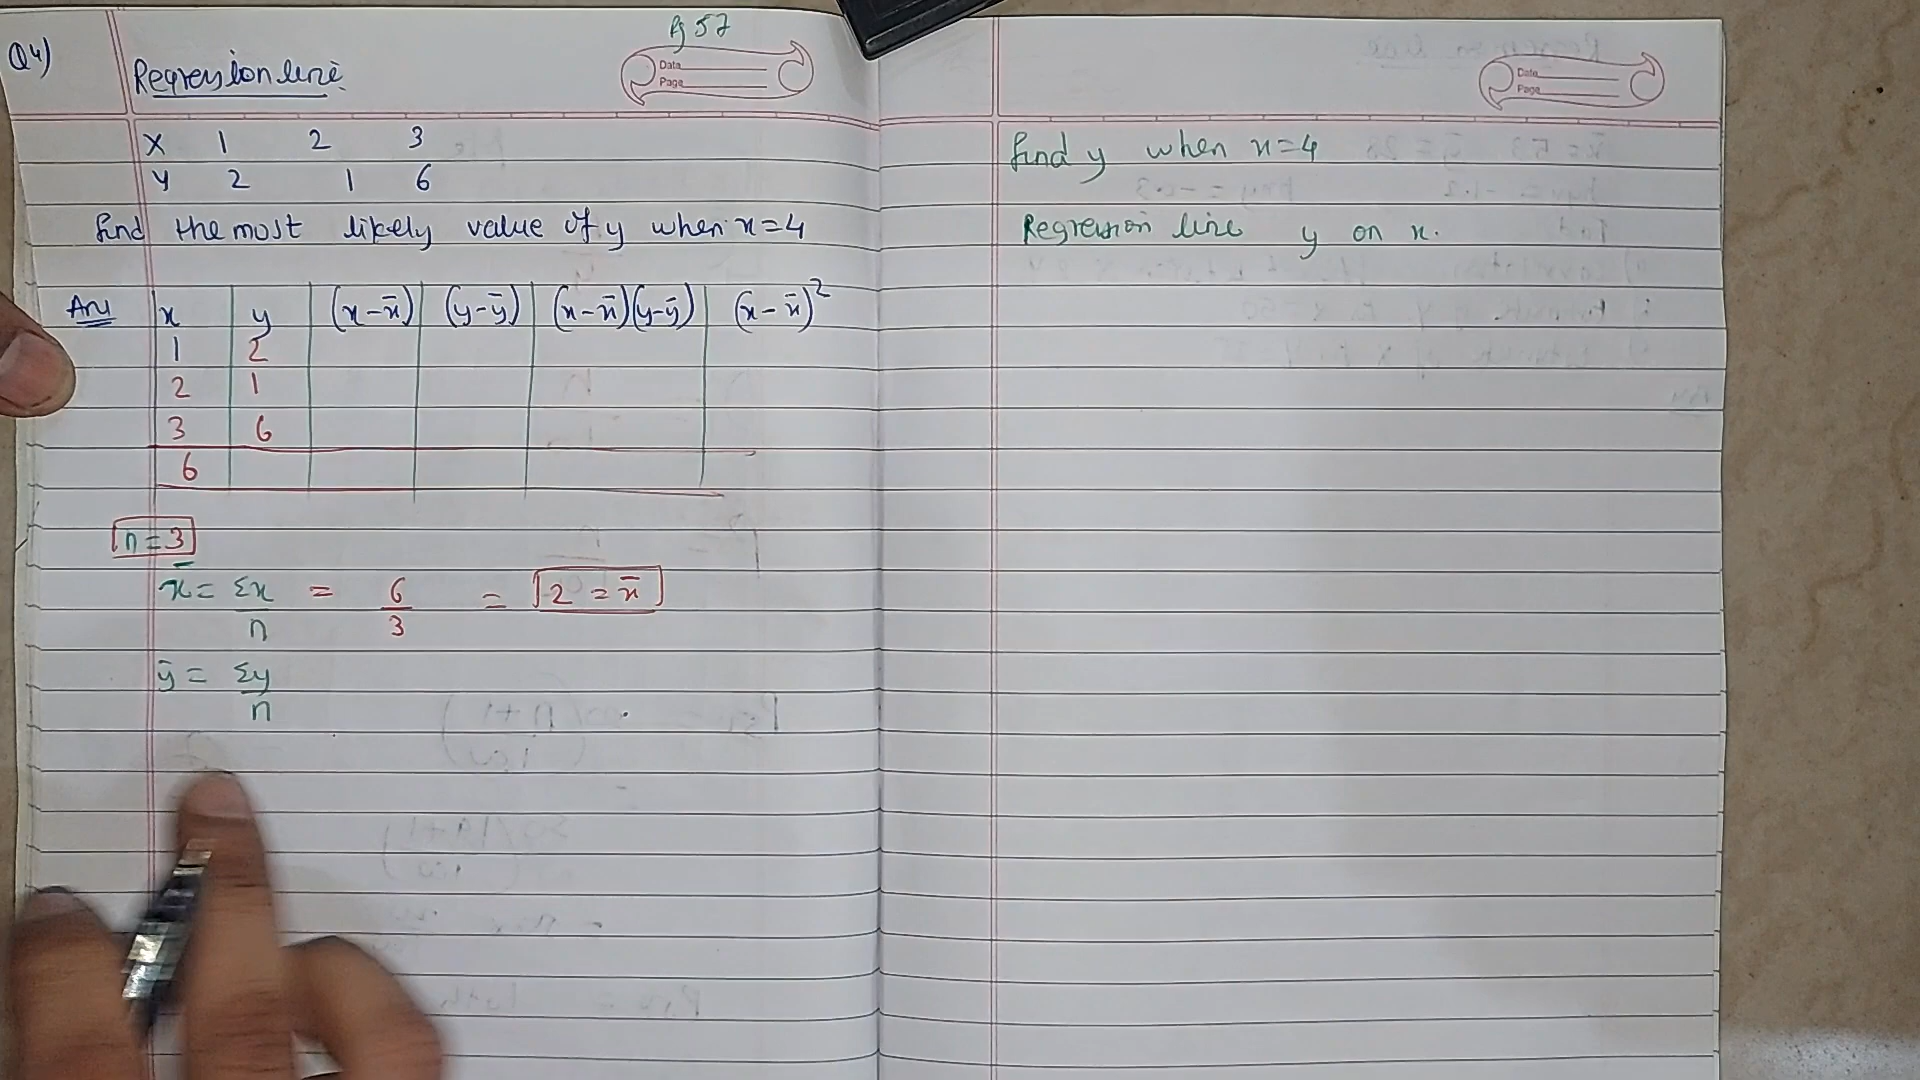 Pg 57
Q4)
Regression line
Data
Page
X 1 2 3
Y 2 1 6
find the most likely value of y when x=4
Ans x y (x-x̄) (y-ȳ) (x-x̄)(y-ȳ) (x-x̄)²
1 2
2 1
3 6
6
n=3
x̄ = Σx/n = 6/3 = 2 = x̄
ȳ = Σy/n
Date
Page
find y when x=4
Regression line y on x.